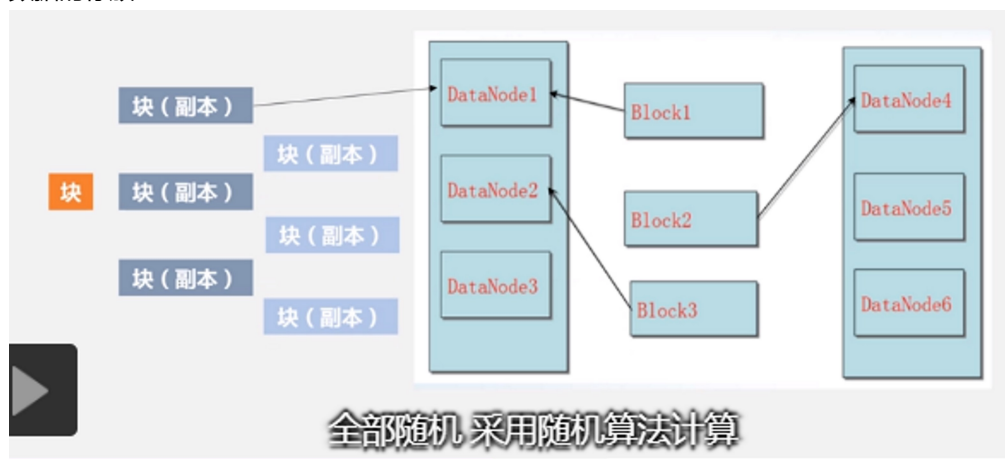 块（副本）
块（副本）
块
块（副本）
块（副本）
块（副本）
块（副本）
DataNode1
DataNode2
DataNode3
Block1
Block2
Block3
DataNode4
DataNode5
DataNode6
全部随机 采用随机算法计算